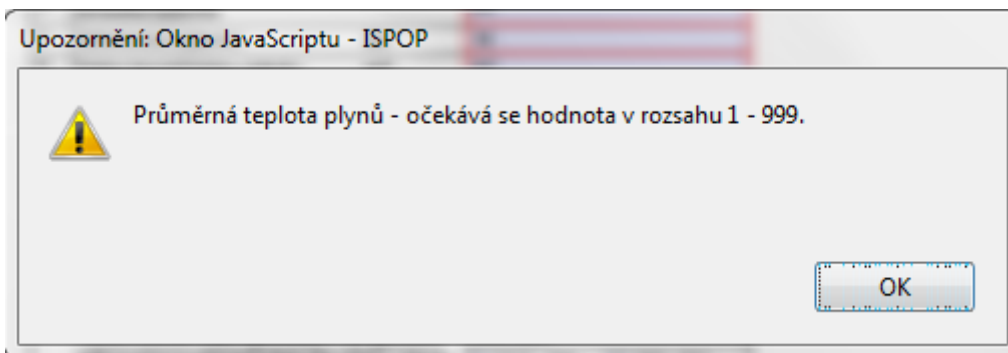 Upozornění: Okno JavaScriptu - ISPOP
Průměrná teplota plynů - očekává se hodnota v rozsahu 1 - 999.
OK